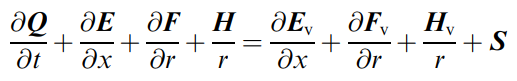 ∂Q/∂t + ∂E/∂x + ∂F/∂r + H/r = ∂E_v/∂x + ∂F_v/∂r + H_v/r + S